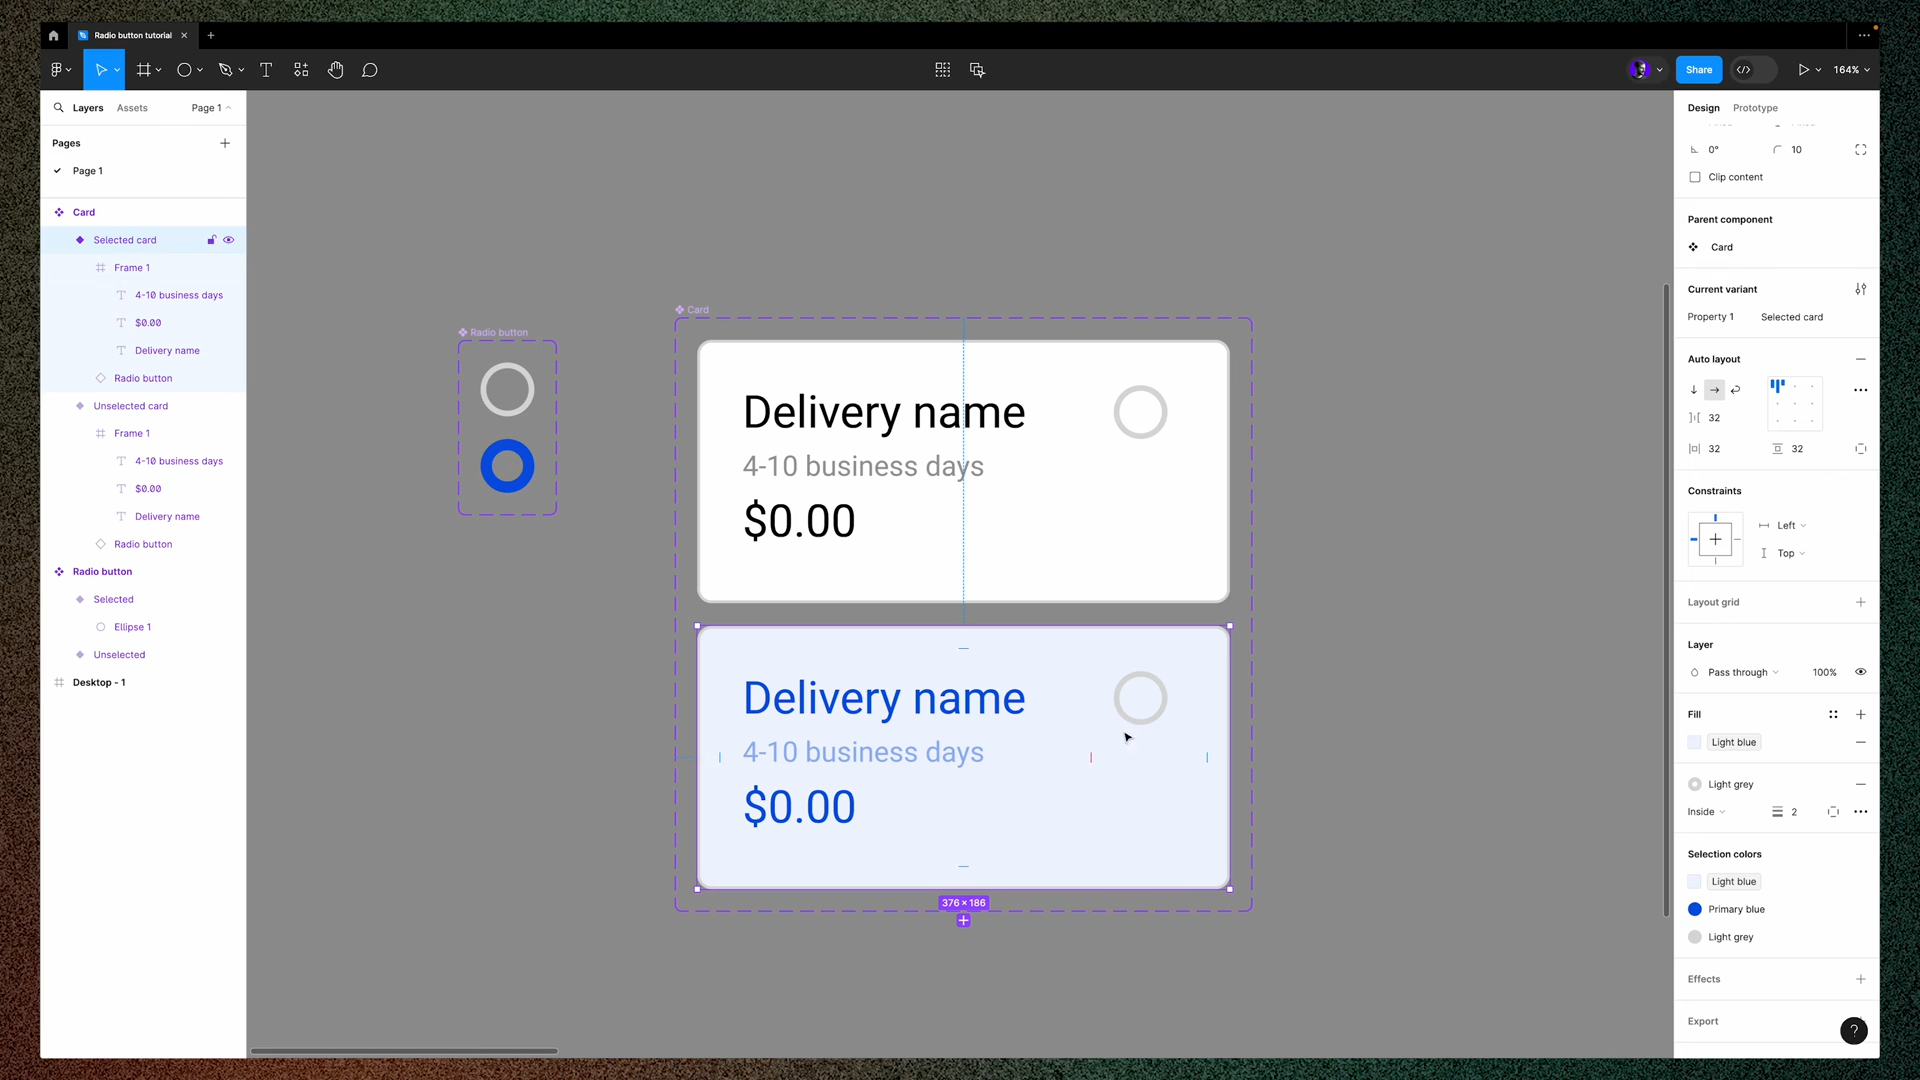 Radio button tutorial
Share
164%
Layers
Assets
Page 1
Pages
Page 1
Card
Selected card
Frame 1
4-10 business days
$0.00
Delivery name
Radio button
Unselected card
Frame 1
4-10 business days
$0.00
Delivery name
Radio button
Radio button
Selected
Ellipse 1
Unselected
Desktop - 1
Radio button
Card
Delivery name
4-10 business days
$0.00
Delivery name
4-10 business days
$0.00
376 × 186
Design
Prototype
0°
10
Clip content
Parent component
Card
Current variant
Property 1
Selected card
Auto layout
32
32
32
Constraints
Left
Top
Layout grid
Layer
Pass through
100%
Fill
Light blue
Light grey
Inside
2
Selection colors
Light blue
Primary blue
Light grey
Effects
Export
?